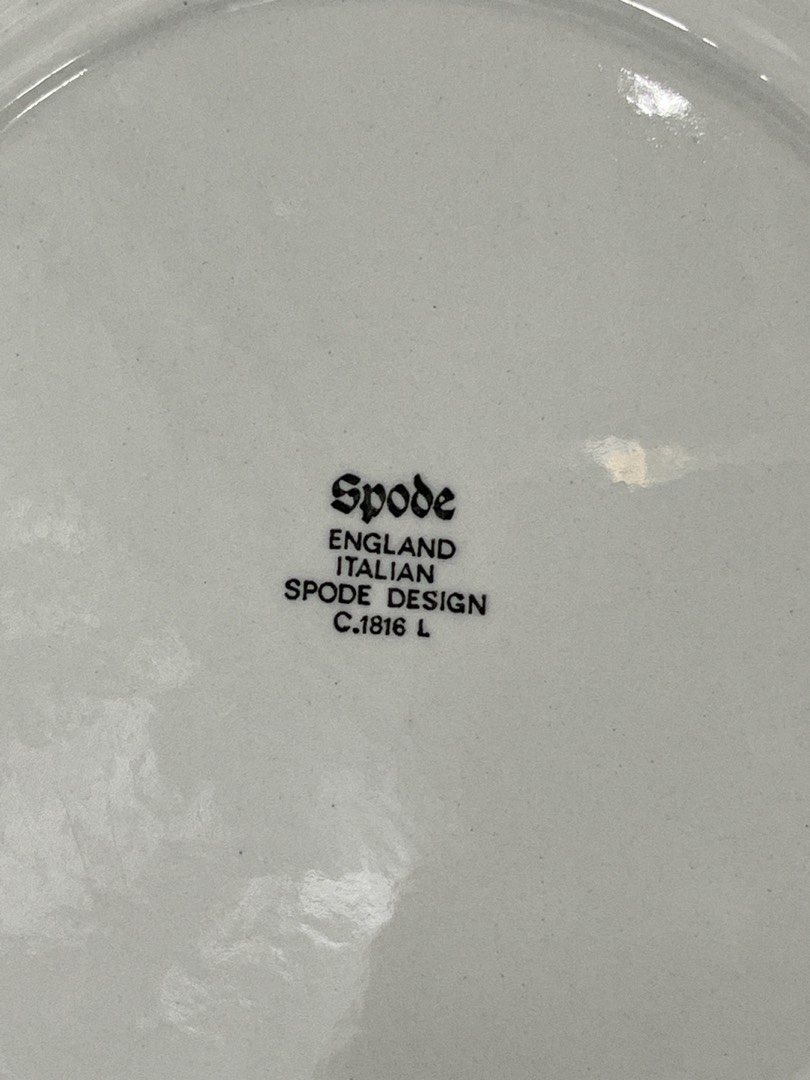 Spode
ENGLAND
ITALIAN
SPODE DESIGN
C.1816 L